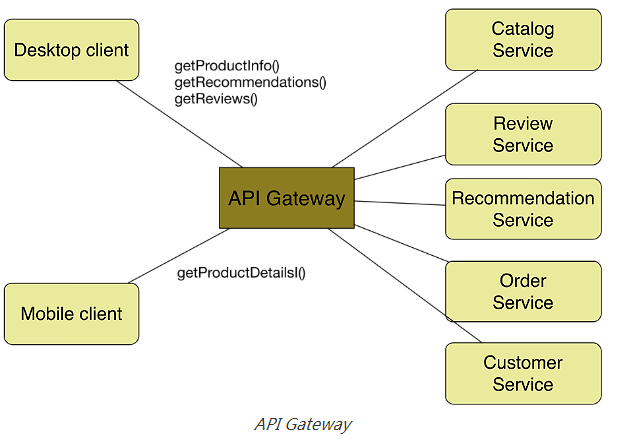 Desktop client
getProductInfo()
getRecommendations()
getReviews()
Catalog
Service
Review
Service
API Gateway
Recommendation
Service
getProductDetailsI()
Order
Service
Mobile client
Customer
Service
API Gateway